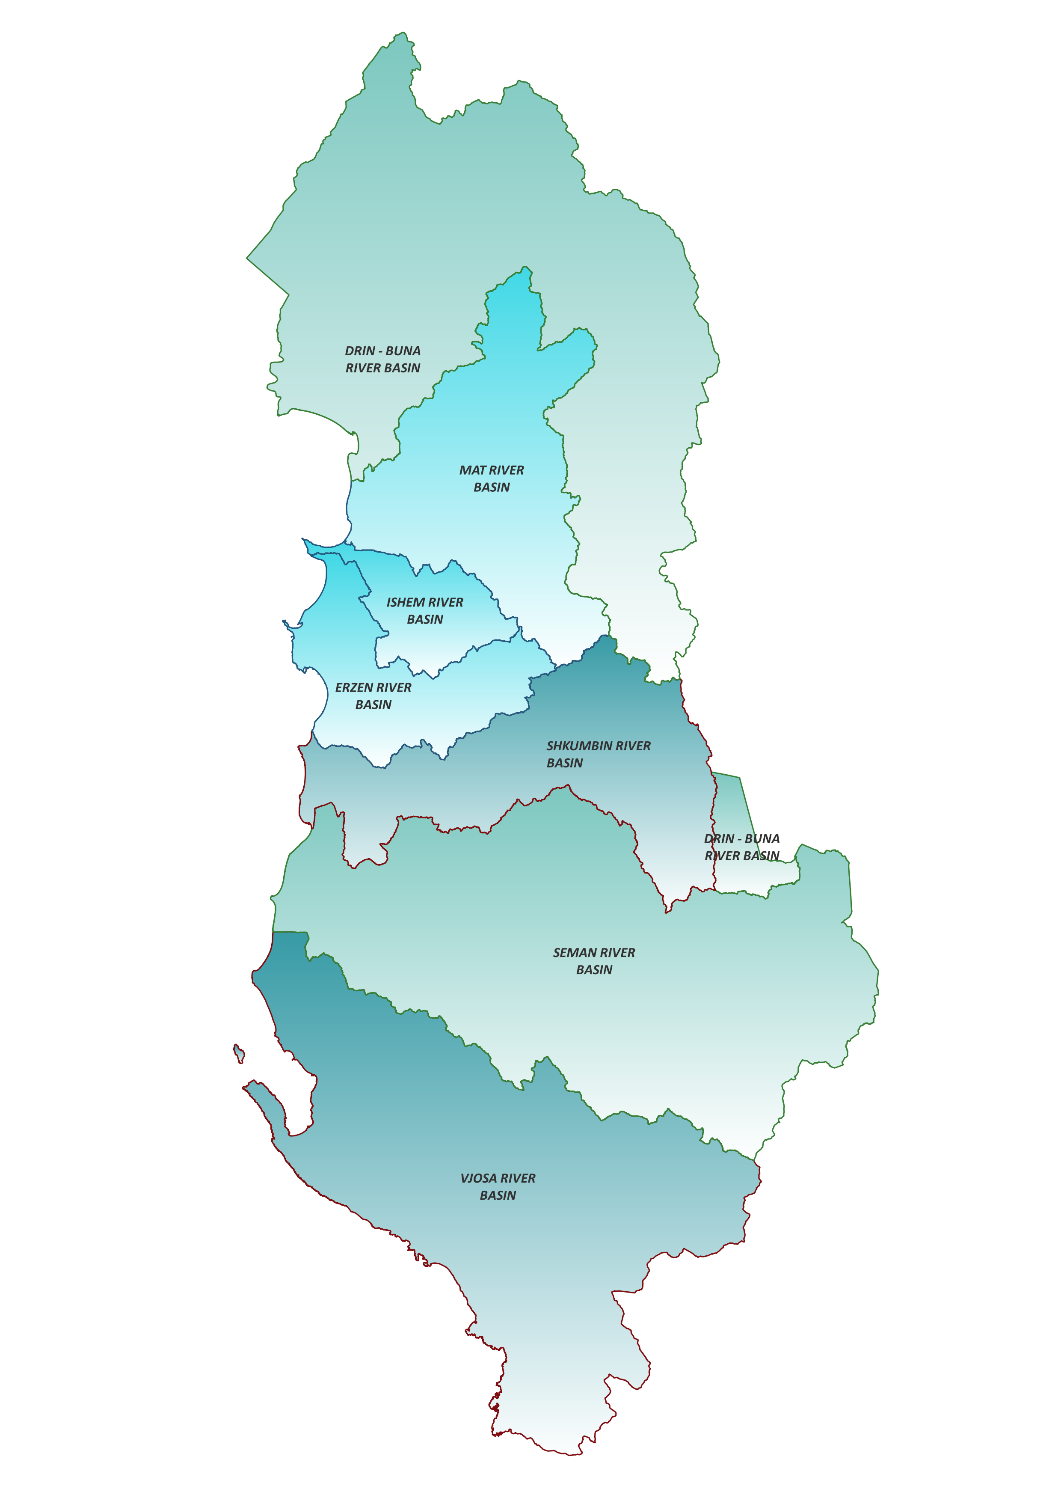 DRIN - BUNA
RIVER BASIN
MAT RIVER
BASIN
ISHEM RIVER
BASIN
ERZEN RIVER
BASIN
SHKUMBIN RIVER
BASIN
DRIN - BUNA
RIVER BASIN
SEMAN RIVER
BASIN
VJOSA RIVER
BASIN